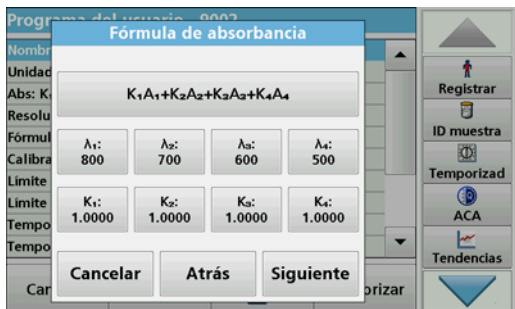 Programa del usuario - 9002
Fórmula de absorbancia
Nombr
Unidad
K₁A₁+K₂A₂+K₃A₃+K₄A₄
Abs: K₁
Resolu
Fórmul
λ₁: λ₂: λ₃: λ₄:
800 700 600 500
Calibra
Límite
Límite
K₁: K₂: K₃: K₄:
1.0000 1.0000 1.0000 1.0000
Tempo
Tempo
Cancelar Atrás Siguiente
Can
orizar
Registrar
ID muestra
Temporizad
ACA
Tendencias